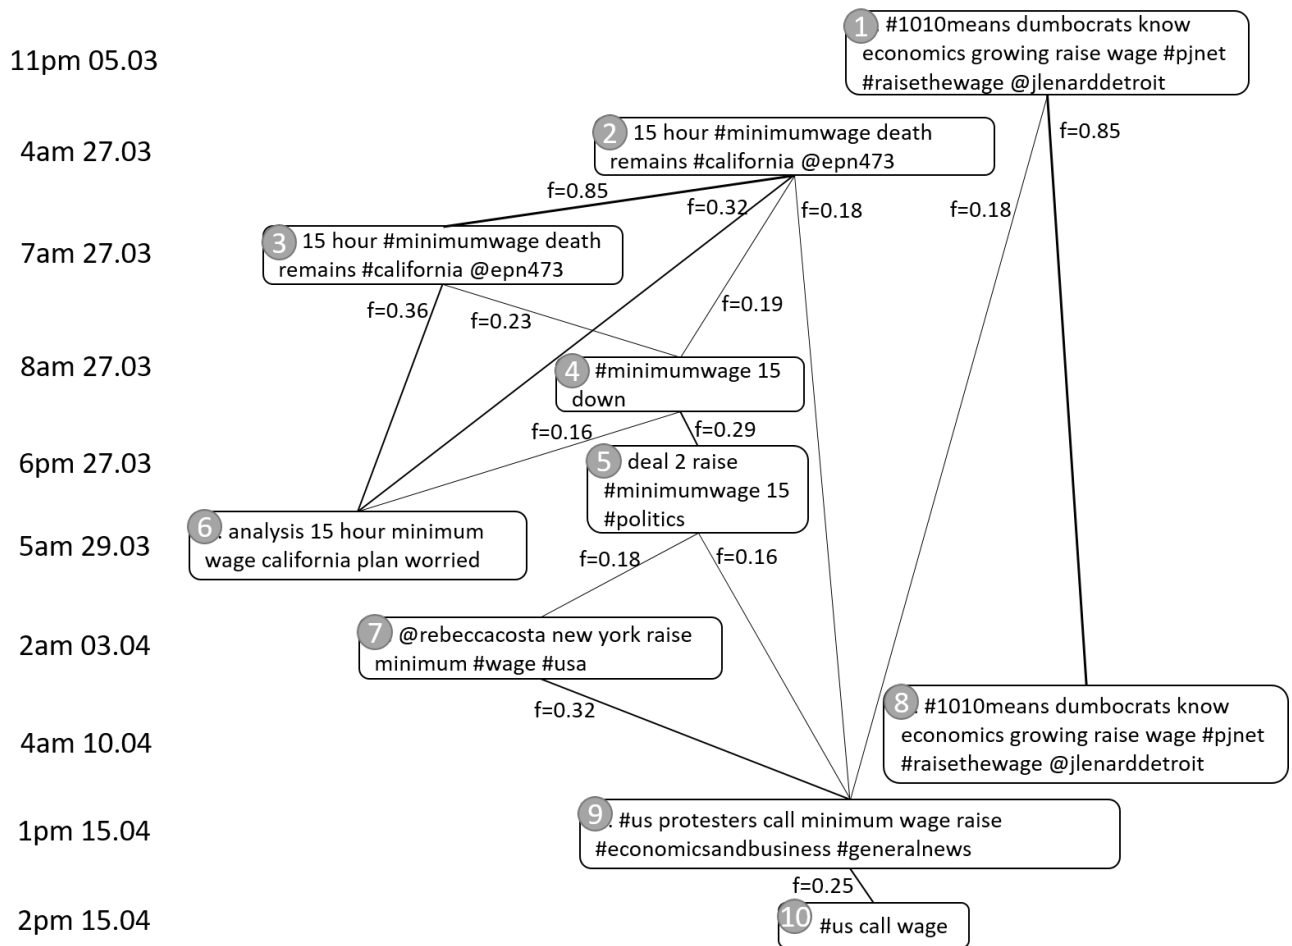 11pm 05.03
1 #1010means dumbocrats know
economics growing raise wage #pjnet
#raisethewage @jlenarddetroit
f=0.85
4am 27.03
2 15 hour #minimumwage death
remains #california @epn473
f=0.85
f=0.32
f=0.18
f=0.18
7am 27.03
3 15 hour #minimumwage death
remains #california @epn473
f=0.36
f=0.23
f=0.19
8am 27.03
4 #minimumwage 15
down
f=0.16
f=0.29
6pm 27.03
5 deal 2 raise
#minimumwage 15
#politics
5am 29.03
6 analysis 15 hour minimum
wage california plan worried
f=0.18
f=0.16
2am 03.04
7 @rebeccacosta new york raise
minimum #wage #usa
f=0.32
4am 10.04
8 #1010means dumbocrats know
economics growing raise wage #pjnet
#raisethewage @jlenarddetroit
1pm 15.04
9 #us protesters call minimum wage raise
#economicsandbusiness #generalnews
f=0.25
2pm 15.04
10 #us call wage